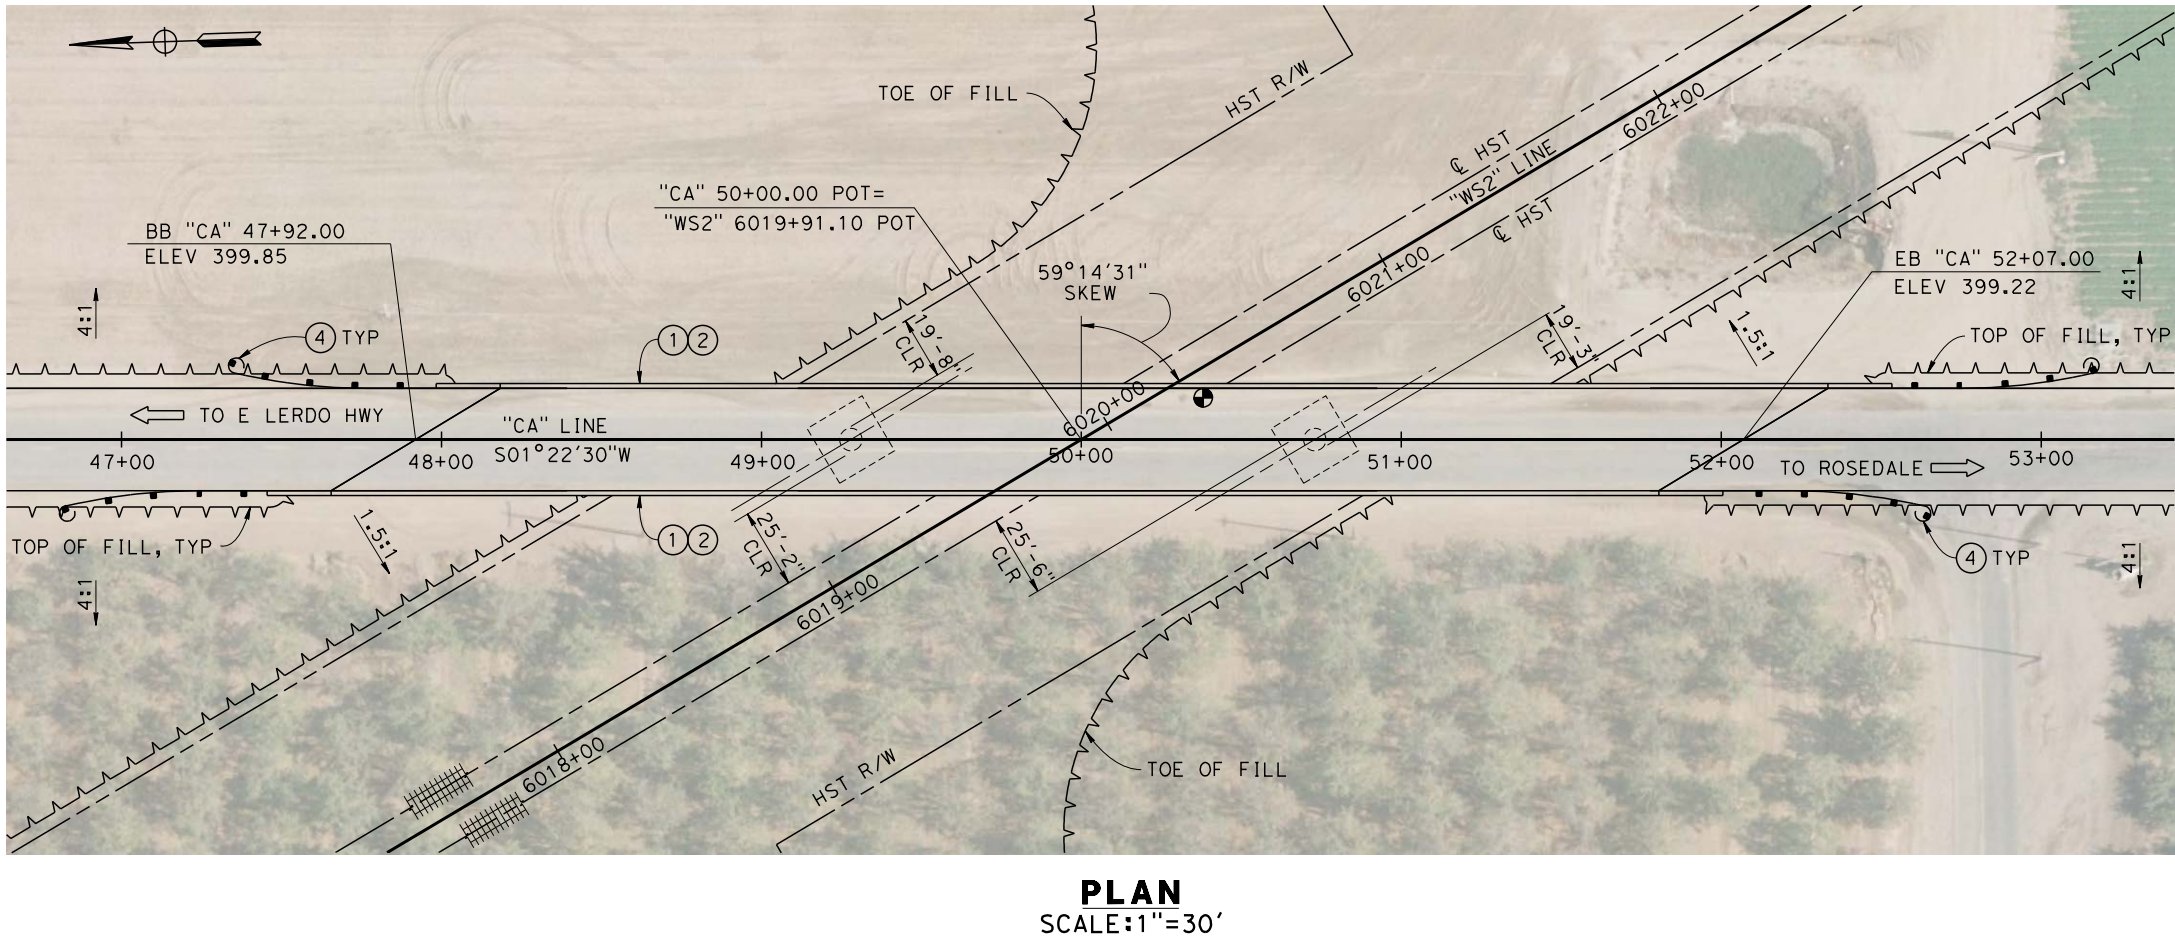 TOE OF FILL
HST R/W
6022+00
℄ HST
"WS2" LINE
℄ HST
"CA" 50+00.00 POT=
"WS2" 6019+91.10 POT
BB "CA" 47+92.00
ELEV 399.85
59°14'31"
SKEW
6021+00
EB "CA" 52+07.00
ELEV 399.22
4:1
4:1
4 TYP
1 2
19'-8"
CLR
19'-3"
CLR
1.5:1
TOP OF FILL, TYP
TO E LERDO HWY
"CA" LINE
S01°22'30"W
6020+00
47+00
48+00
49+00
50+00
51+00
52+00
TO ROSEDALE
53+00
TOP OF FILL, TYP
1.5:1
1 2
25'-2"
CLR
25'-6"
CLR
4 TYP
4:1
4:1
6019+00
6018+00
HST R/W
TOE OF FILL
PLAN
SCALE:1"=30'